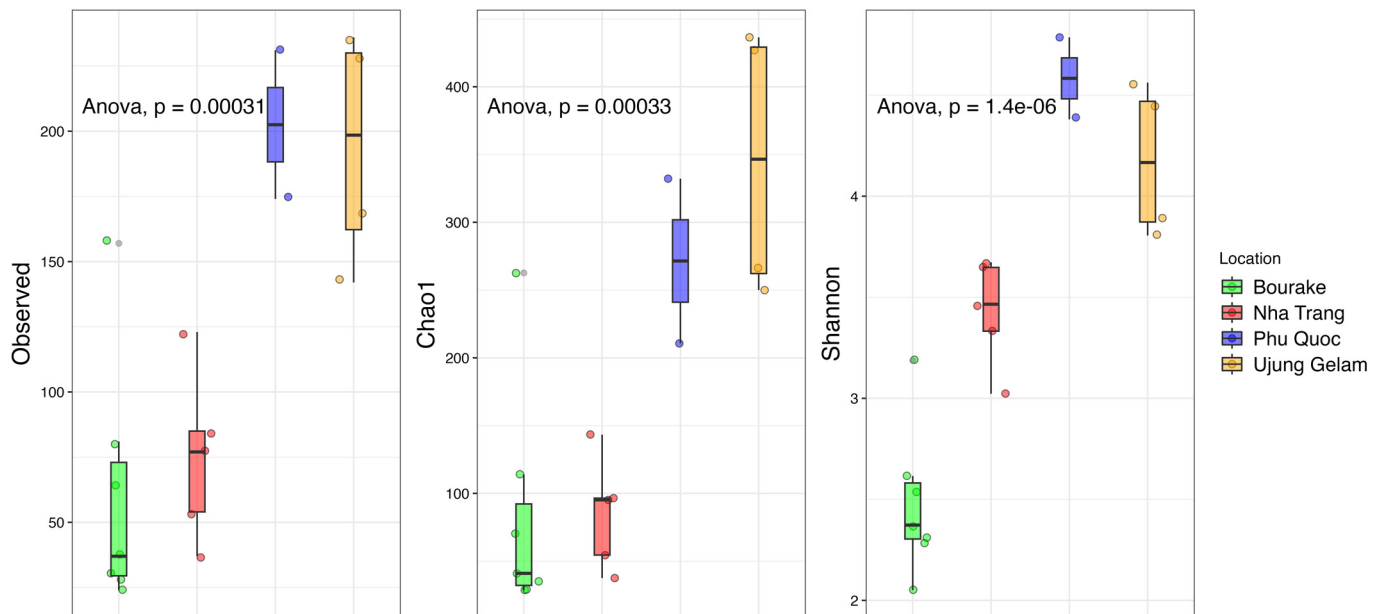 Observed
200
150
100
50
Anova, p = 0.00031
Chao1
400
300
200
100
Anova, p = 0.00033
Shannon
4
3
2
Anova, p = 1.4e-06
Location
Bourake
Nha Trang
Phu Quoc
Ujung Gelam